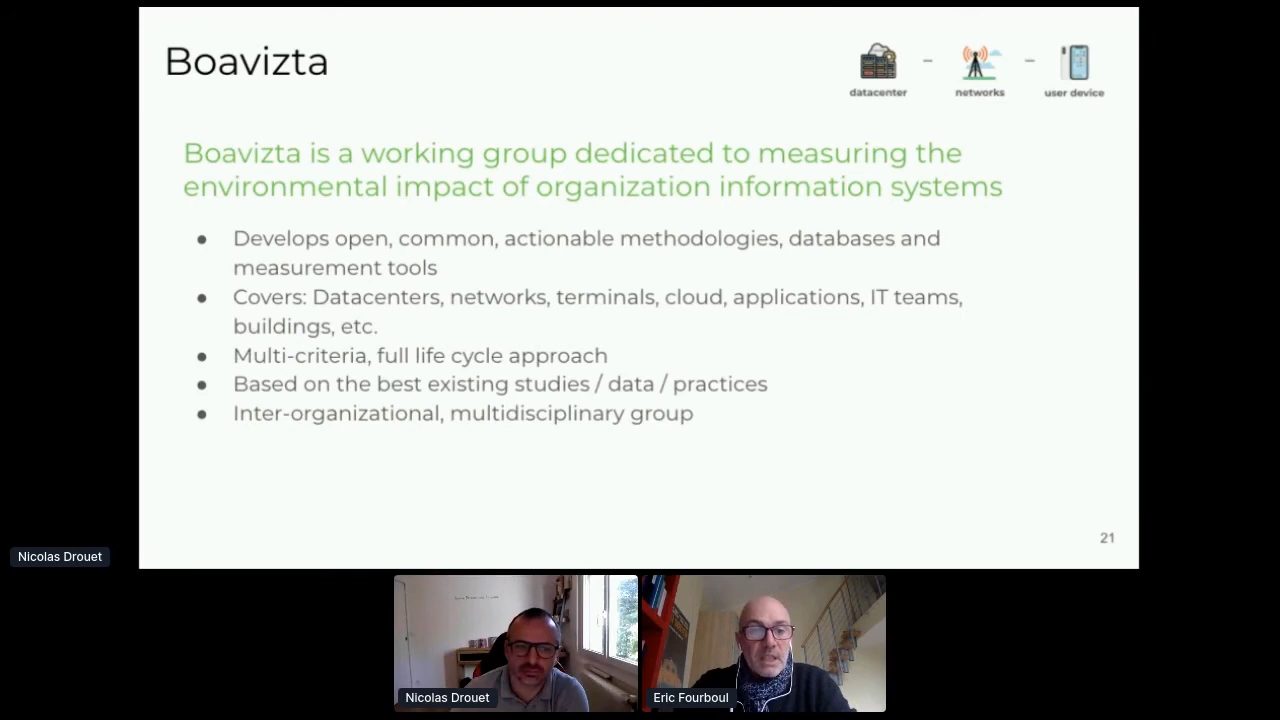 Boavizta
datacenter
–
networks
–
user device
Boavizta is a working group dedicated to measuring the
environmental impact of organization information systems
● Develops open, common, actionable methodologies, databases and
measurement tools
● Covers: Datacenters, networks, terminals, cloud, applications, IT teams,
buildings, etc.
● Multi-criteria, full life cycle approach
● Based on the best existing studies / data / practices
● Inter-organizational, multidisciplinary group
21
Nicolas Drouet
Nicolas Drouet
Eric Fourboul